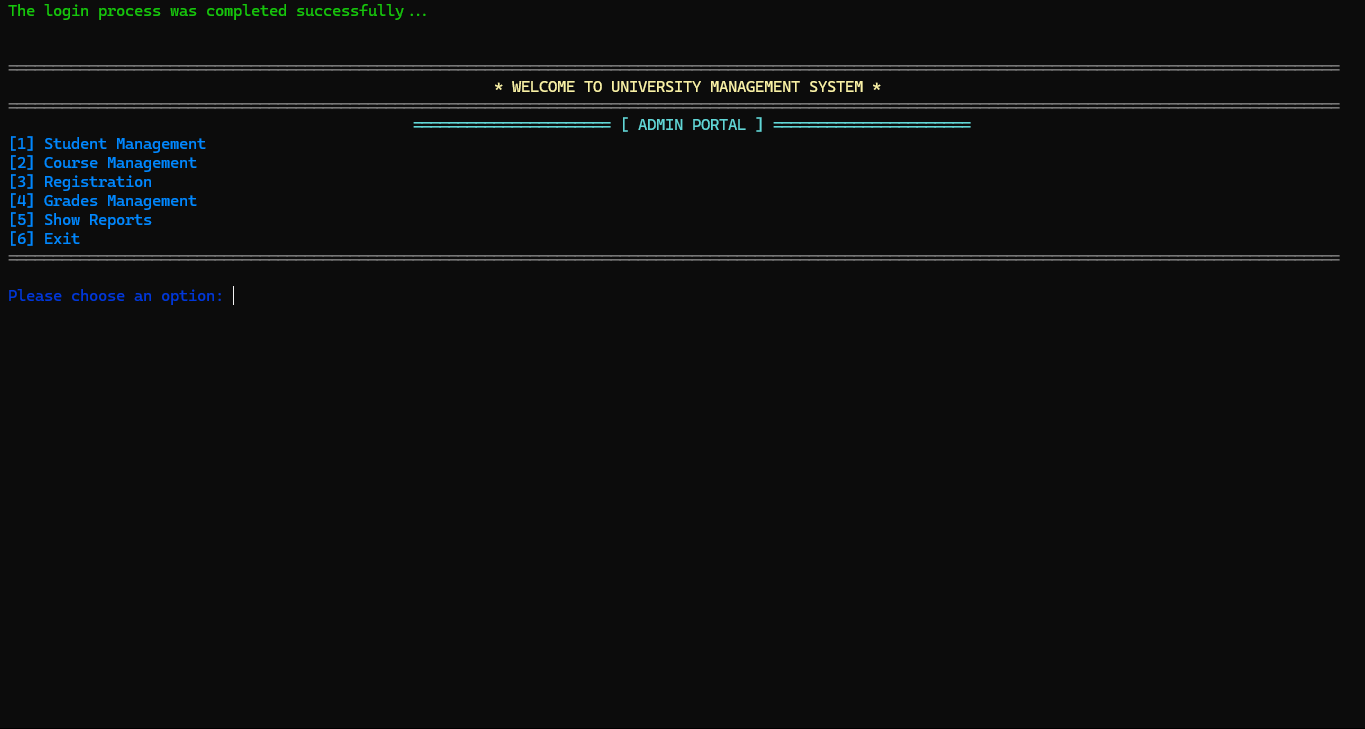 The login process was completed successfully...
* WELCOME TO UNIVERSITY MANAGEMENT SYSTEM *
====================== [ ADMIN PORTAL ] ======================
[1] Student Management
[2] Course Management
[3] Registration
[4] Grades Management
[5] Show Reports
[6] Exit
Please choose an option: